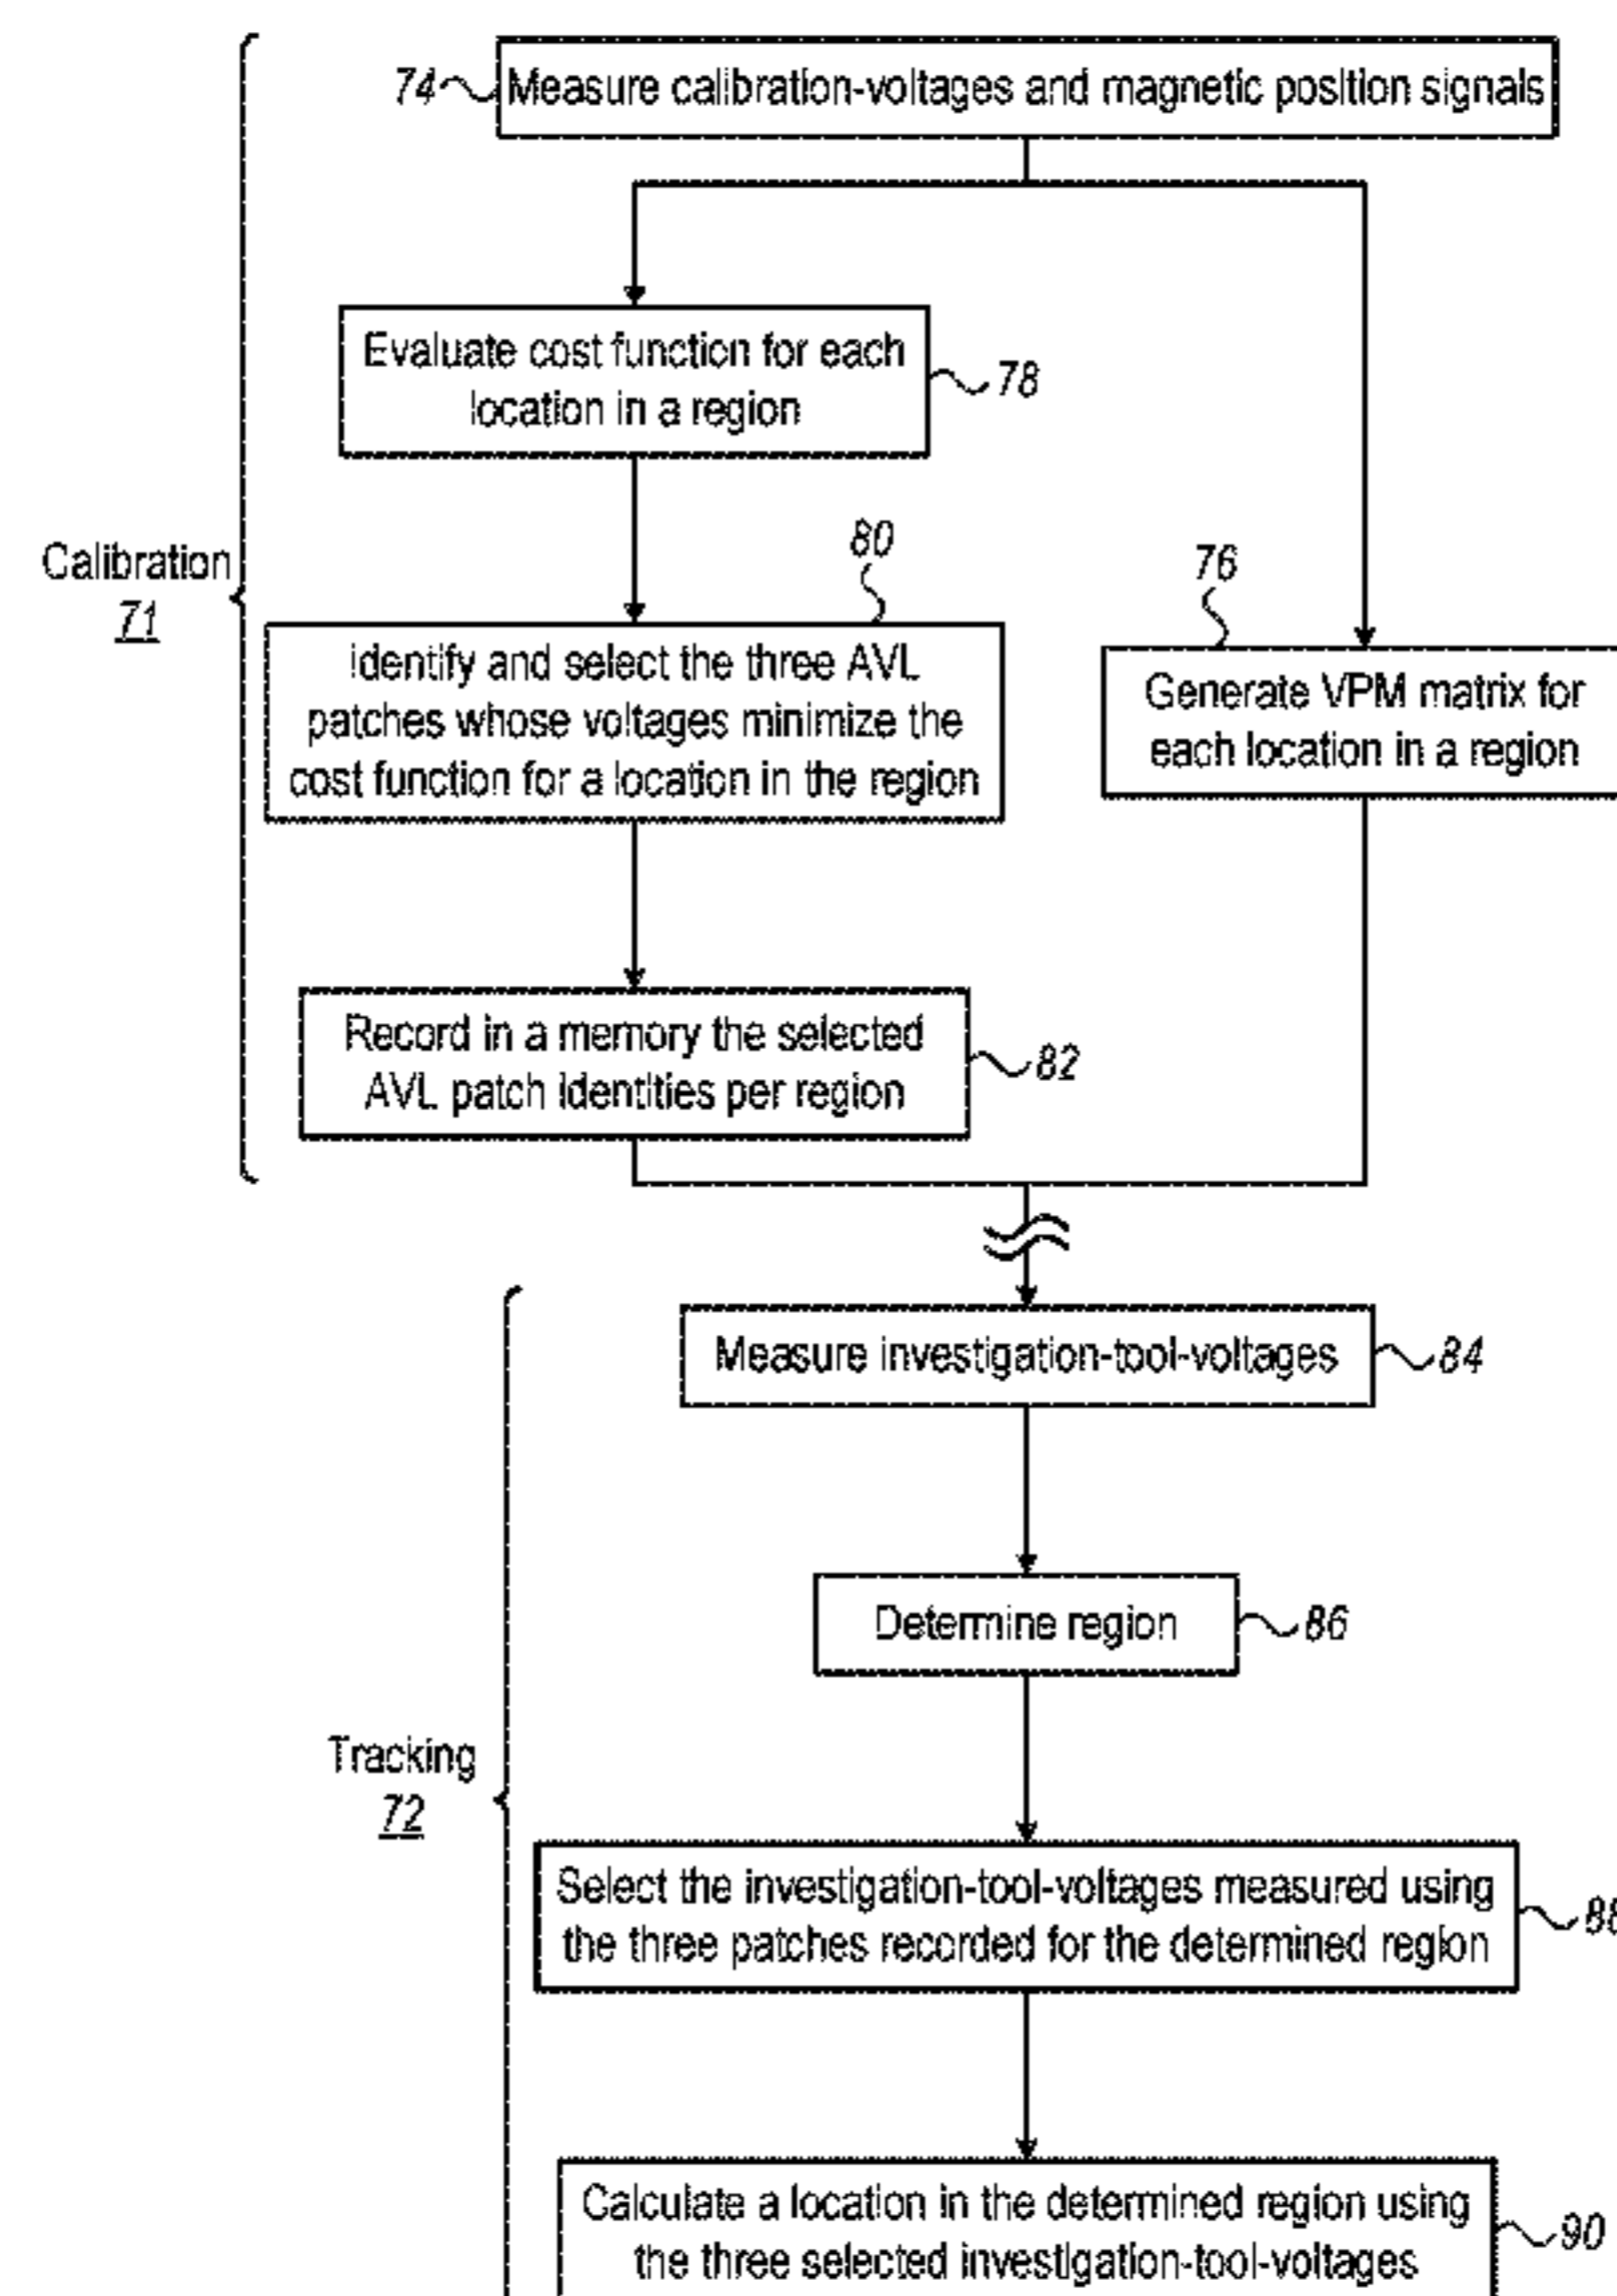 74
Measure calibration-voltages and magnetic position signals
Evaluate cost function for each
location in a region
78
80
Identify and select the three AVL
patches whose voltages minimize the
cost function for a location in the region
76
Generate VPM matrix for
each location in a region
Calibration
71
Record in a memory the selected
AVL patch identities per region
82
Measure investigation-tool-voltages
84
Determine region
86
Tracking
72
Select the investigation-tool-voltages measured using
the three patches recorded for the determined region
88
Calculate a location in the determined region using
the three selected investigation-tool-voltages
90